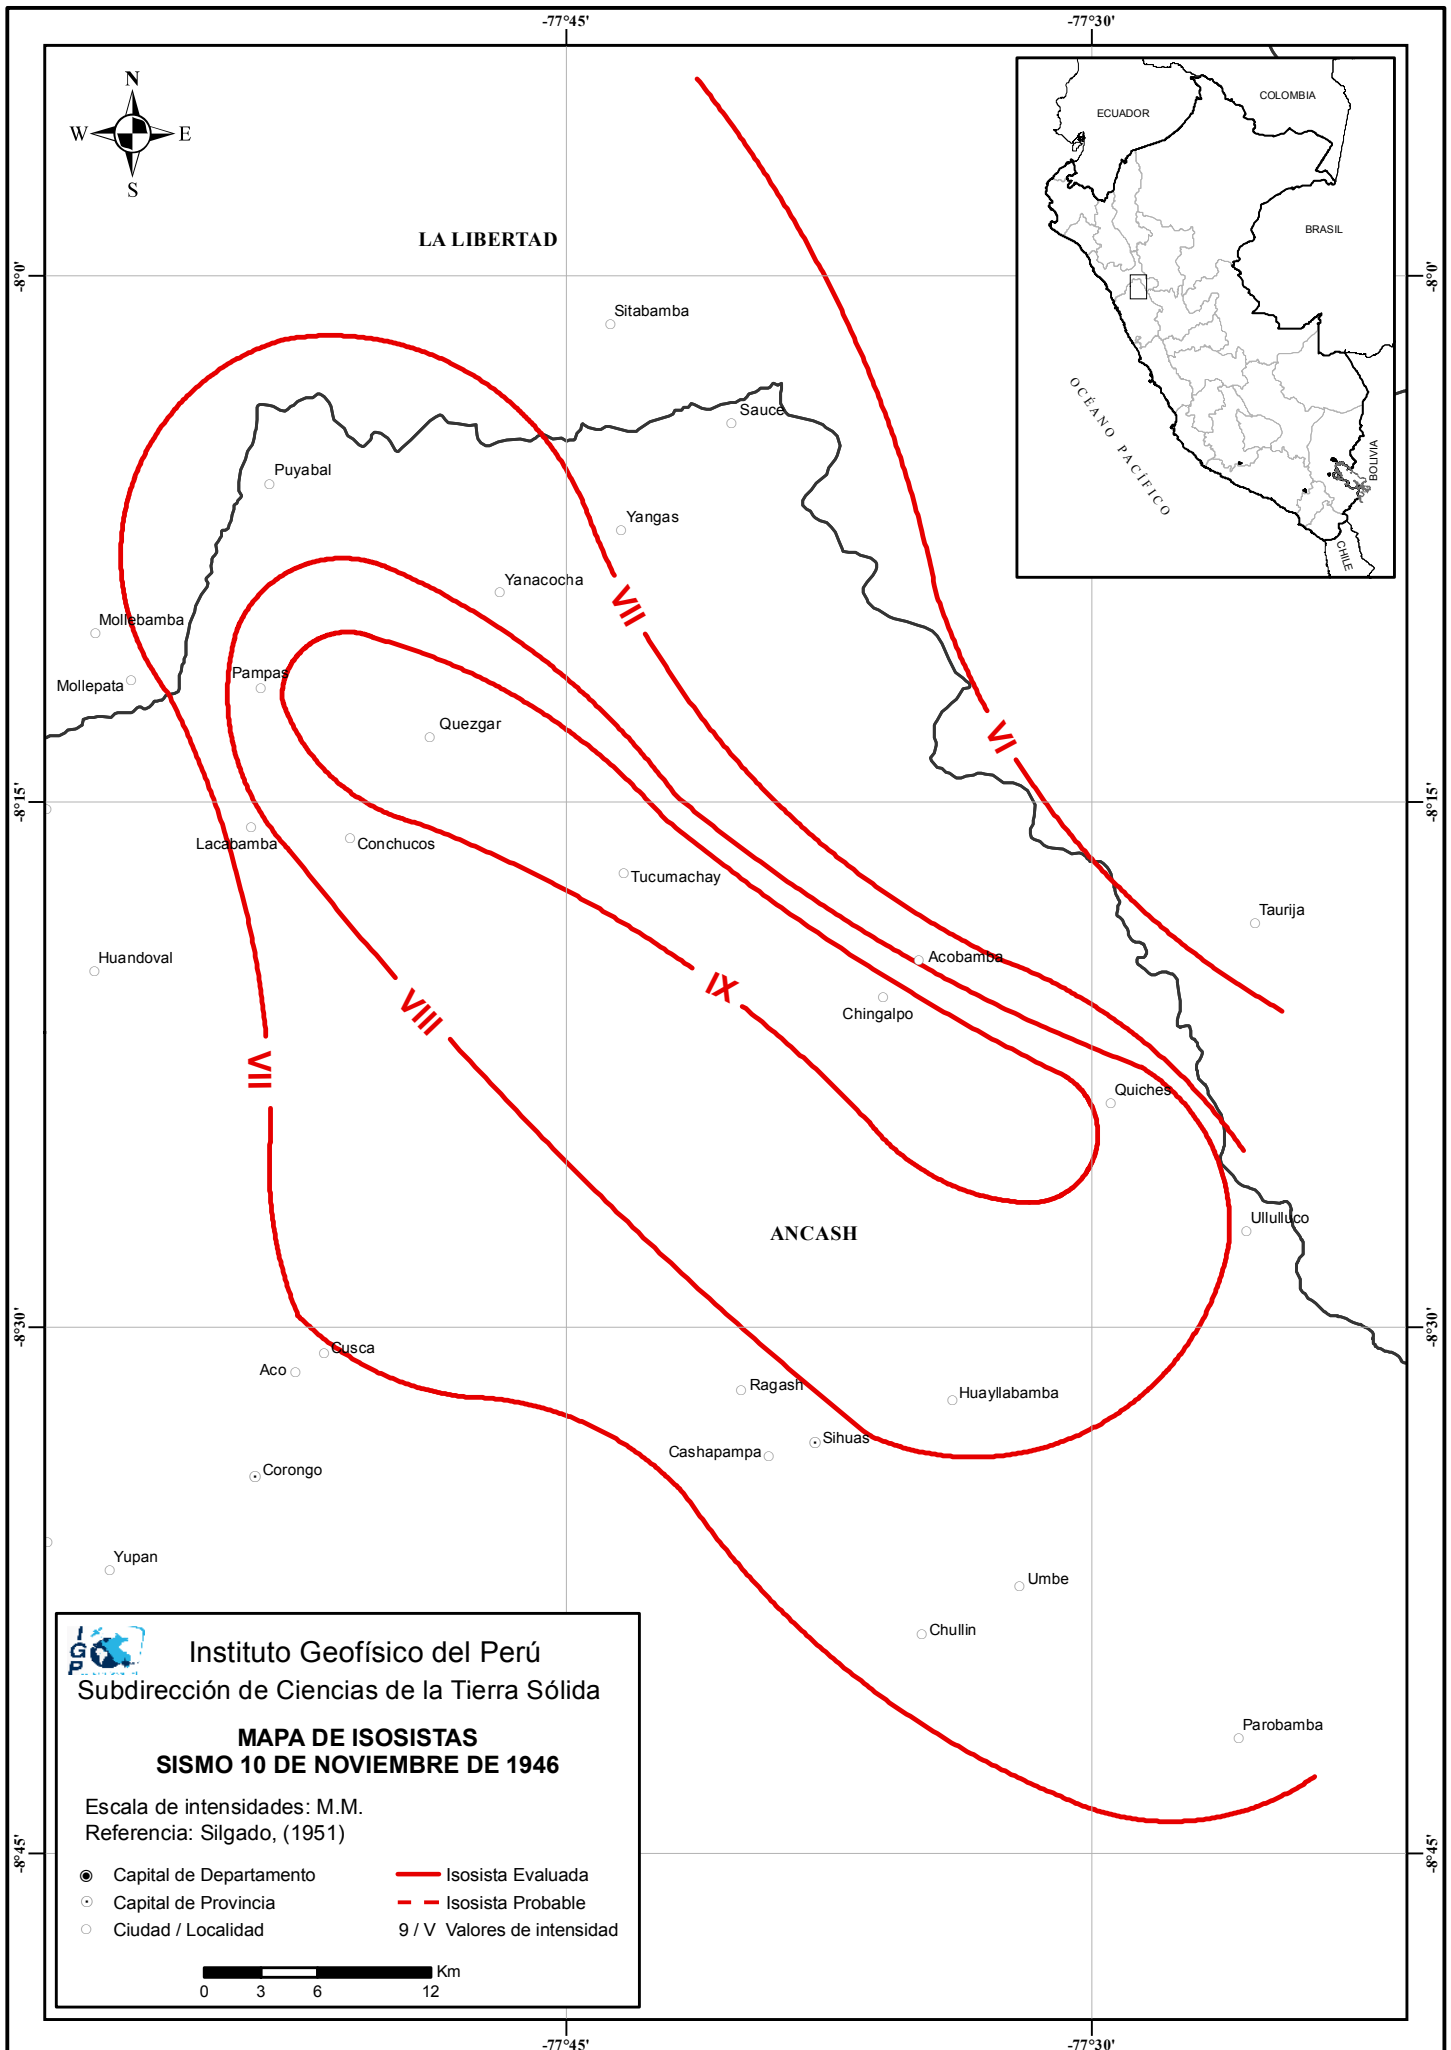 -77°45'
-77°30'
N
W
E
S
ECUADOR
COLOMBIA
BRASIL
BOLIVIA
CHILE
OCÉANO PACÍFICO
LA LIBERTAD
-8°0'
-8°0'
Sitabamba
Sauce
Puyabal
Yangas
Yanacocha
VII
Mollebamba
Mollepata
Pampas
Quezgar
VI
-8°15'
-8°15'
Lacabamba
Conchucos
Tucumachay
Taurija
Huandoval
Acobamba
IX
VIII
Chingalpo
VII
Quiches
Ullulluco
ANCASH
-8°30'
-8°30'
Cusca
Aco
Ragash
Huayllabamba
Sihuas
Cashapampa
Corongo
Yupan
Umbe
Chullin
Parobamba
IGP
Instituto Geofísico del Perú
Subdirección de Ciencias de la Tierra Sólida
MAPA DE ISOSISTAS
SISMO 10 DE NOVIEMBRE DE 1946
Escala de intensidades: M.M.
Referencia: Silgado, (1951)
Capital de Departamento
Isosista Evaluada
Capital de Provincia
Isosista Probable
Ciudad / Localidad
9 / V Valores de intensidad
Km
0 3 6 12
-8°45'
-8°45'
-77°45'
-77°30'